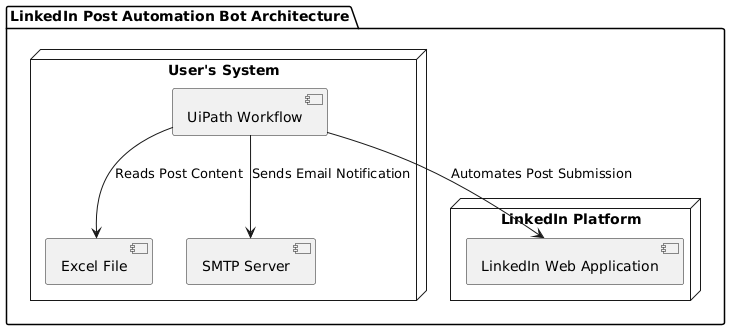 LinkedIn Post Automation Bot Architecture
User's System
UiPath Workflow
Reads Post Content
Sends Email Notification
Automates Post Submission
LinkedIn Platform
Excel File
SMTP Server
LinkedIn Web Application